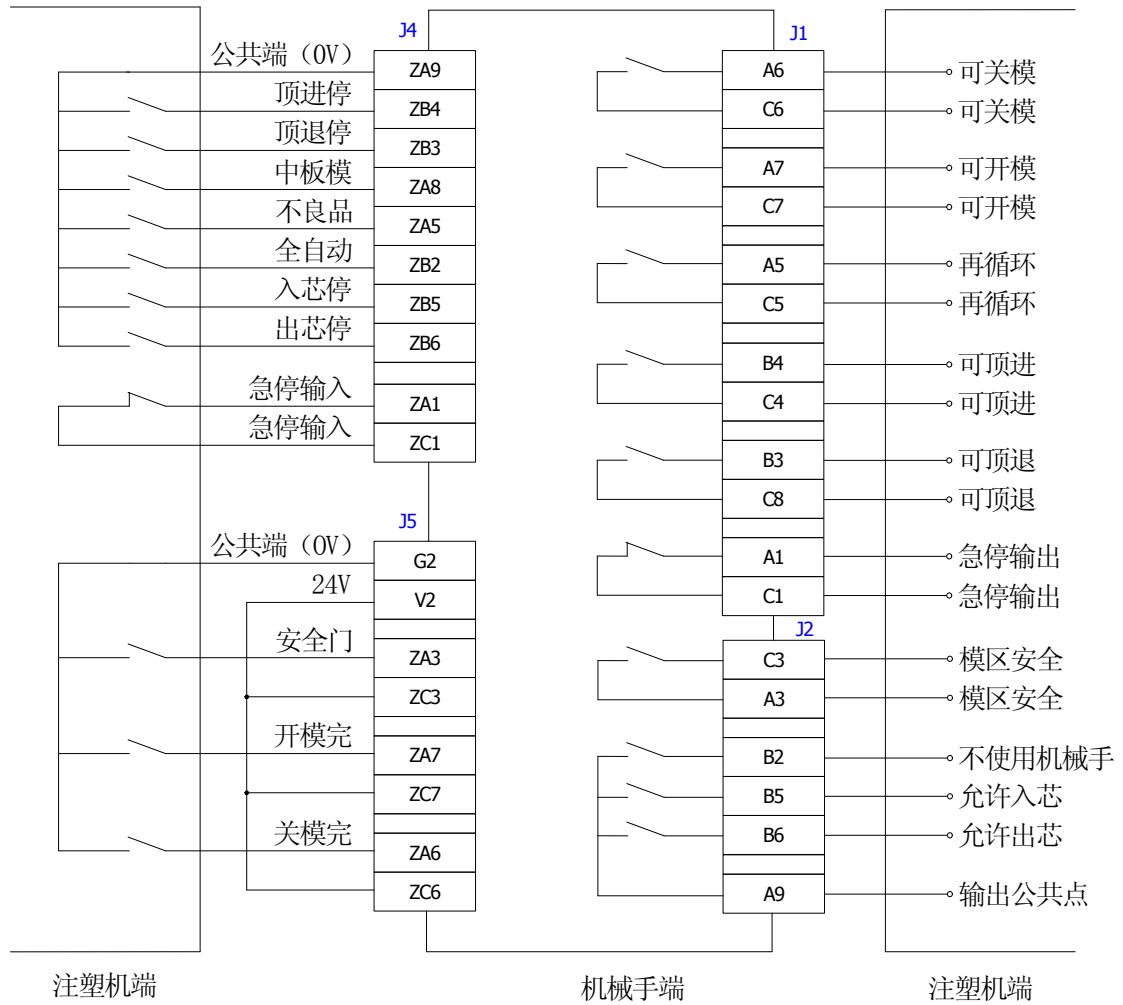 J4
公共端（0V）
ZA9
顶进停
ZB4
顶退停
ZB3
中板模
ZA8
不良品
ZA5
全自动
ZB2
入芯停
ZB5
出芯停
ZB6
急停输入
ZA1
急停输入
ZC1
J5
公共端（0V）
G2
24V
V2
安全门
ZA3
ZC3
开模完
ZA7
ZC7
关模完
ZA6
ZC6
J1
A6
可关模
C6
可关模
A7
可开模
C7
可开模
A5
再循环
C5
再循环
B4
可顶进
C4
可顶进
B3
可顶退
C8
可顶退
A1
急停输出
C1
急停输出
J2
C3
模区安全
A3
模区安全
B2
不使用机械手
B5
允许入芯
B6
允许出芯
A9
输出公共点
注塑机端
机械手端
注塑机端